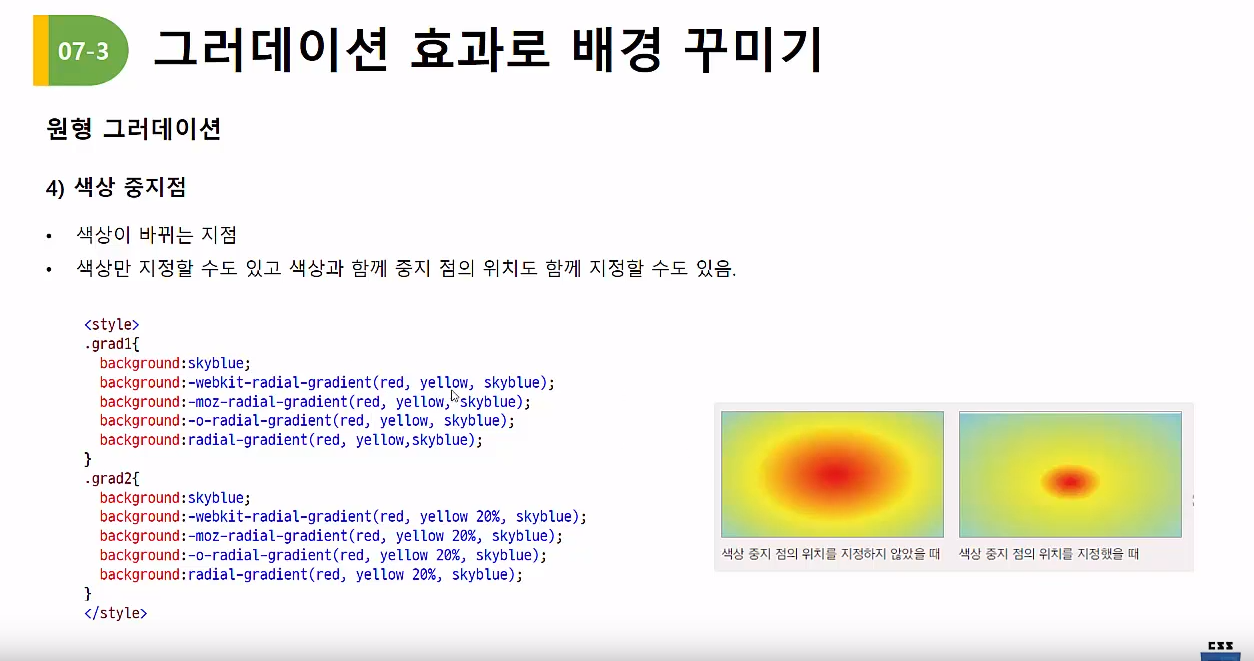 07-3 그러데이션 효과로 배경 꾸미기
원형 그러데이션
4) 색상 중지점
• 색상이 바뀌는 지점
• 색상만 지정할 수도 있고 색상과 함께 중지 점의 위치도 함께 지정할 수도 있음.
<style>
.grad1{
background:skyblue;
background:-webkit-radial-gradient(red, yellow, skyblue);
background:-moz-radial-gradient(red, yellow, skyblue);
background:-o-radial-gradient(red, yellow, skyblue);
background:radial-gradient(red, yellow,skyblue);
}
.grad2{
background:skyblue;
background:-webkit-radial-gradient(red, yellow 20%, skyblue);
background:-moz-radial-gradient(red, yellow 20%, skyblue);
background:-o-radial-gradient(red, yellow 20%, skyblue);
background:radial-gradient(red, yellow 20%, skyblue);
}
</style>
색상 중지 점의 위치를 지정하지 않았을 때
색상 중지 점의 위치를 지정했을 때
CSS